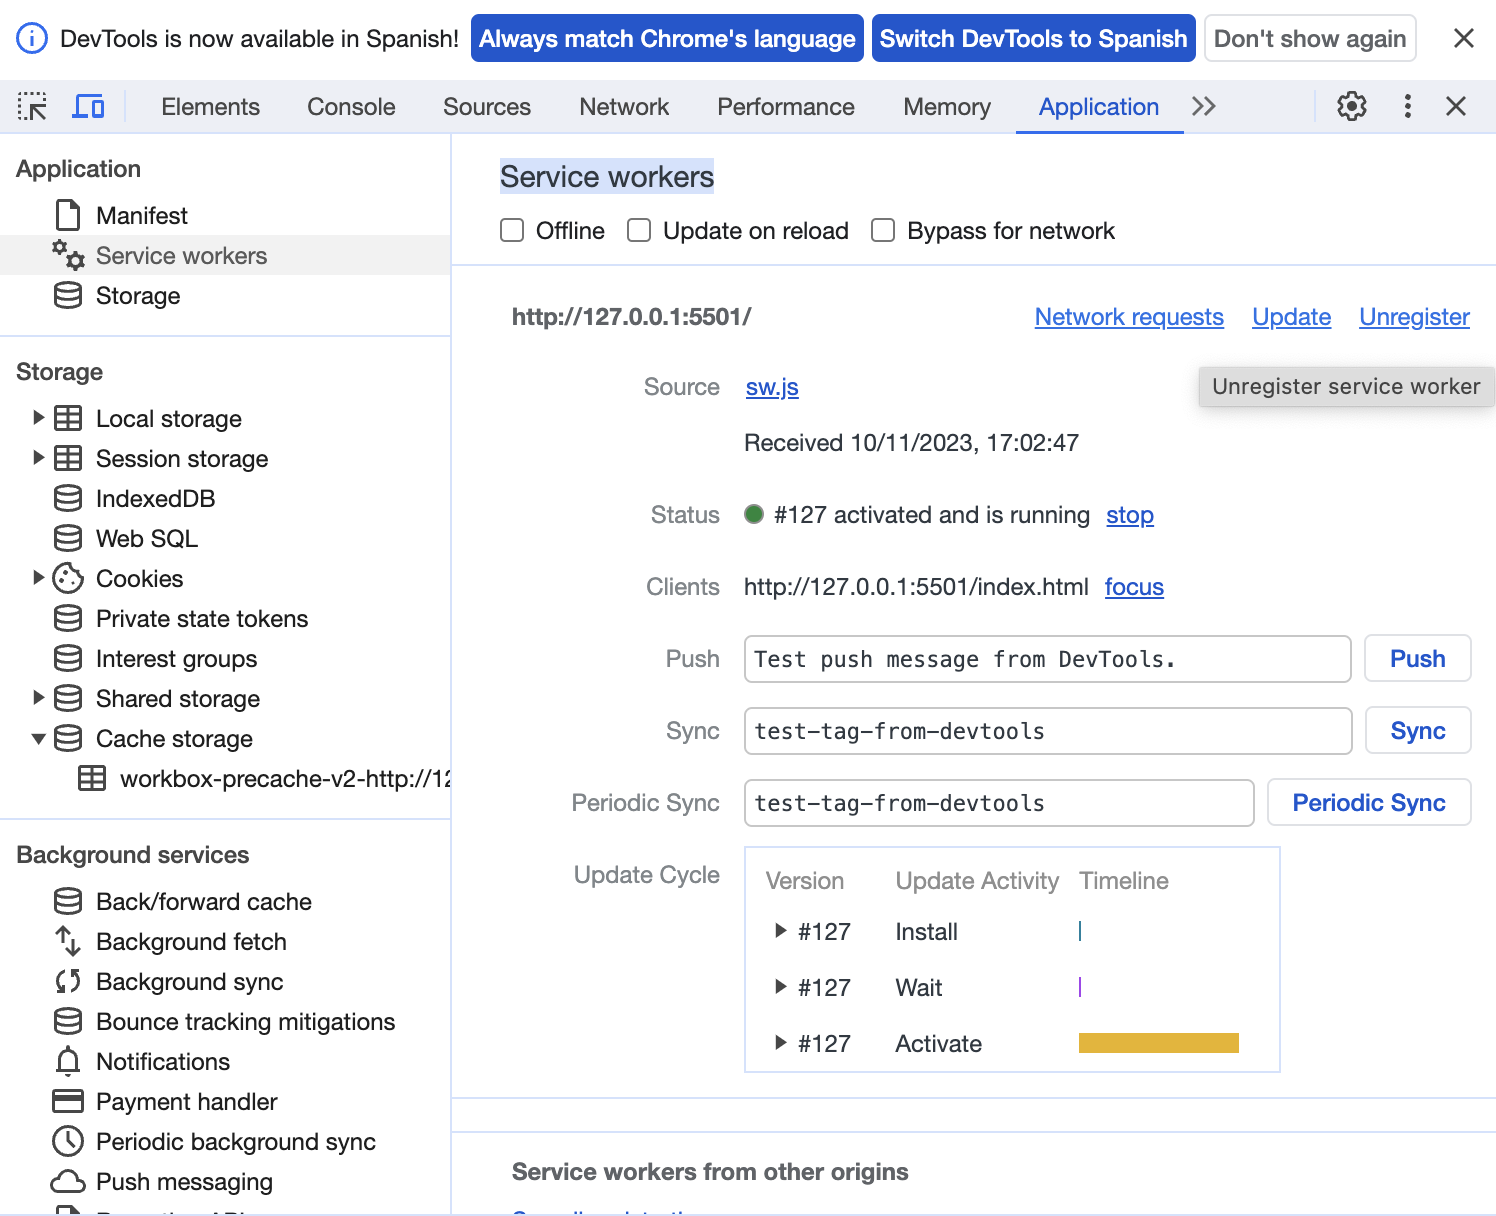 DevTools is now available in Spanish! Always match Chrome's language Switch DevTools to Spanish Don't show again
Elements Console Sources Network Performance Memory Application
Application
Manifest
Service workers
Storage
Storage
Local storage
Session storage
IndexedDB
Web SQL
Cookies
Private state tokens
Interest groups
Shared storage
Cache storage
workbox-precache-v2-http://12
Background services
Back/forward cache
Background fetch
Background sync
Bounce tracking mitigations
Notifications
Payment handler
Periodic background sync
Push messaging
Service workers
Offline Update on reload Bypass for network
http://127.0.0.1:5501/ Network requests Update Unregister
Unregister service worker
Source sw.js
Received 10/11/2023, 17:02:47
Status #127 activated and is running stop
Clients http://127.0.0.1:5501/index.html focus
Push Test push message from DevTools. Push
Sync test-tag-from-devtools Sync
Periodic Sync test-tag-from-devtools Periodic Sync
Update Cycle
Version Update Activity Timeline
#127 Install
#127 Wait
#127 Activate
Service workers from other origins